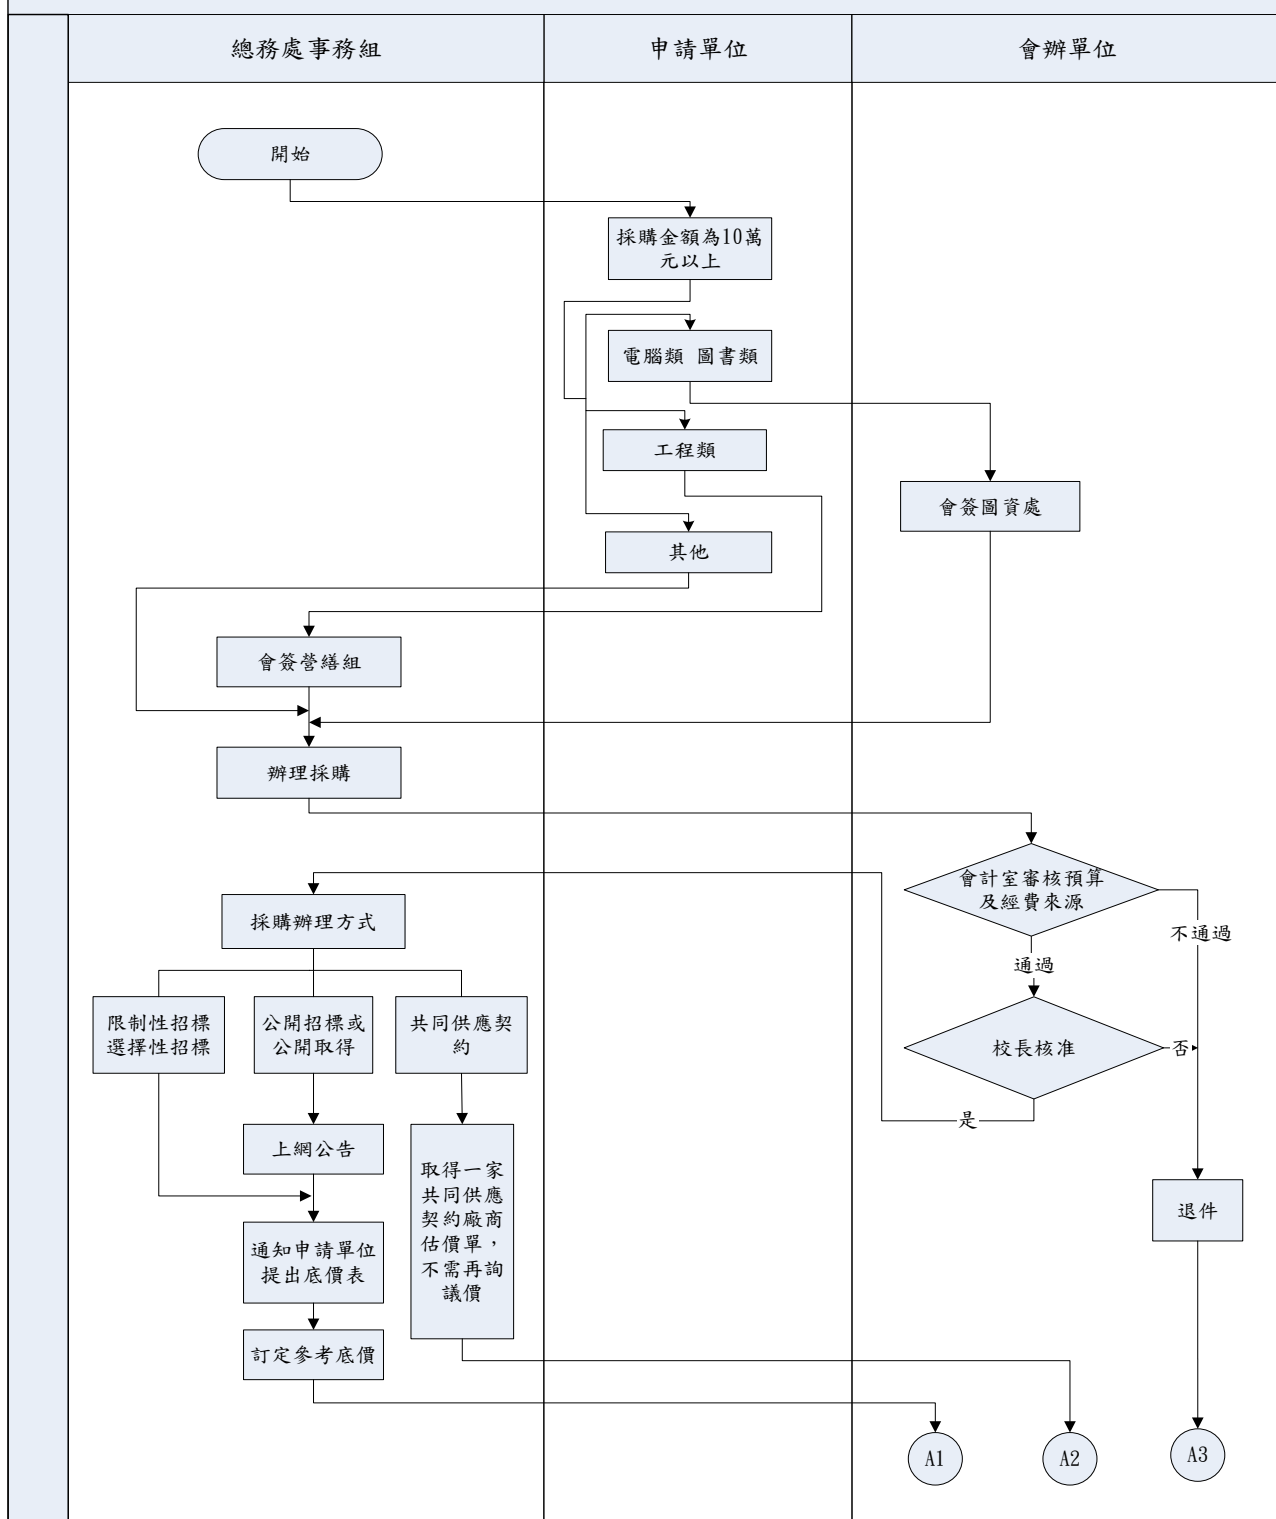 總務處事務組
申請單位
會辦單位
開始
採購金額為10萬
元以上
電腦類 圖書類
工程類
會簽圖資處
其他
會簽營繕組
辦理採購
會計室審核預算
及經費來源
採購辦理方式
不通過
通過
限制性招標
選擇性招標
公開招標或
公開取得
共同供應契
約
校長核准
否
是
上網公告
取得一家
共同供應
契約廠商
估價單,
不需再詢
議價
退件
通知申請單位
提出底價表
訂定參考底價
A1
A2
A3